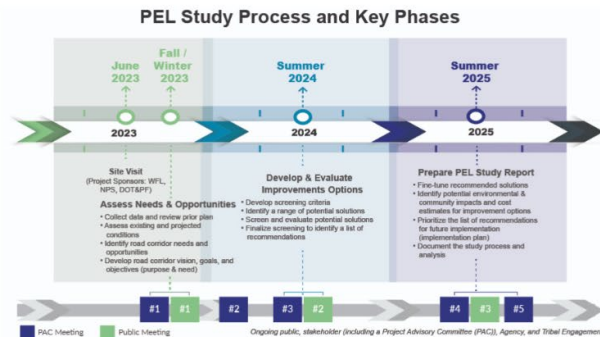 PEL Study Process and Key Phases
June
2023
Fall /
Winter
2023
Summer
2024
Summer
2025
2023
2024
2025
Site Visit
(Project Sponsors: WFL,
NPS, DOT&PF)
Assess Needs & Opportunities
• Collect data and review prior plan
• Assess existing and projected
conditions
• Identify road corridor needs and
opportunities
• Develop road corridor vision, goals, and
objectives (purpose & need)
Develop & Evaluate
Improvements Options
• Develop screening criteria
• Identify a range of potential solutions
• Screen and evaluate potential solutions
• Finalize screening to identify a list of
recommendations
Prepare PEL Study Report
• Fine-tune recommended solutions
• Identify potential environmental &
community impacts and cost
estimates for improvement options
• Prioritize the list of recommendations
for future implementation
(implementation plan)
• Document the study process and
analysis
#1 #1 #2 #3 #2 #4 #3 #5
PAC Meeting Public Meeting
Ongoing public, stakeholder (including a Project Advisory Committee (PAC)), Agency, and Tribal Engagement